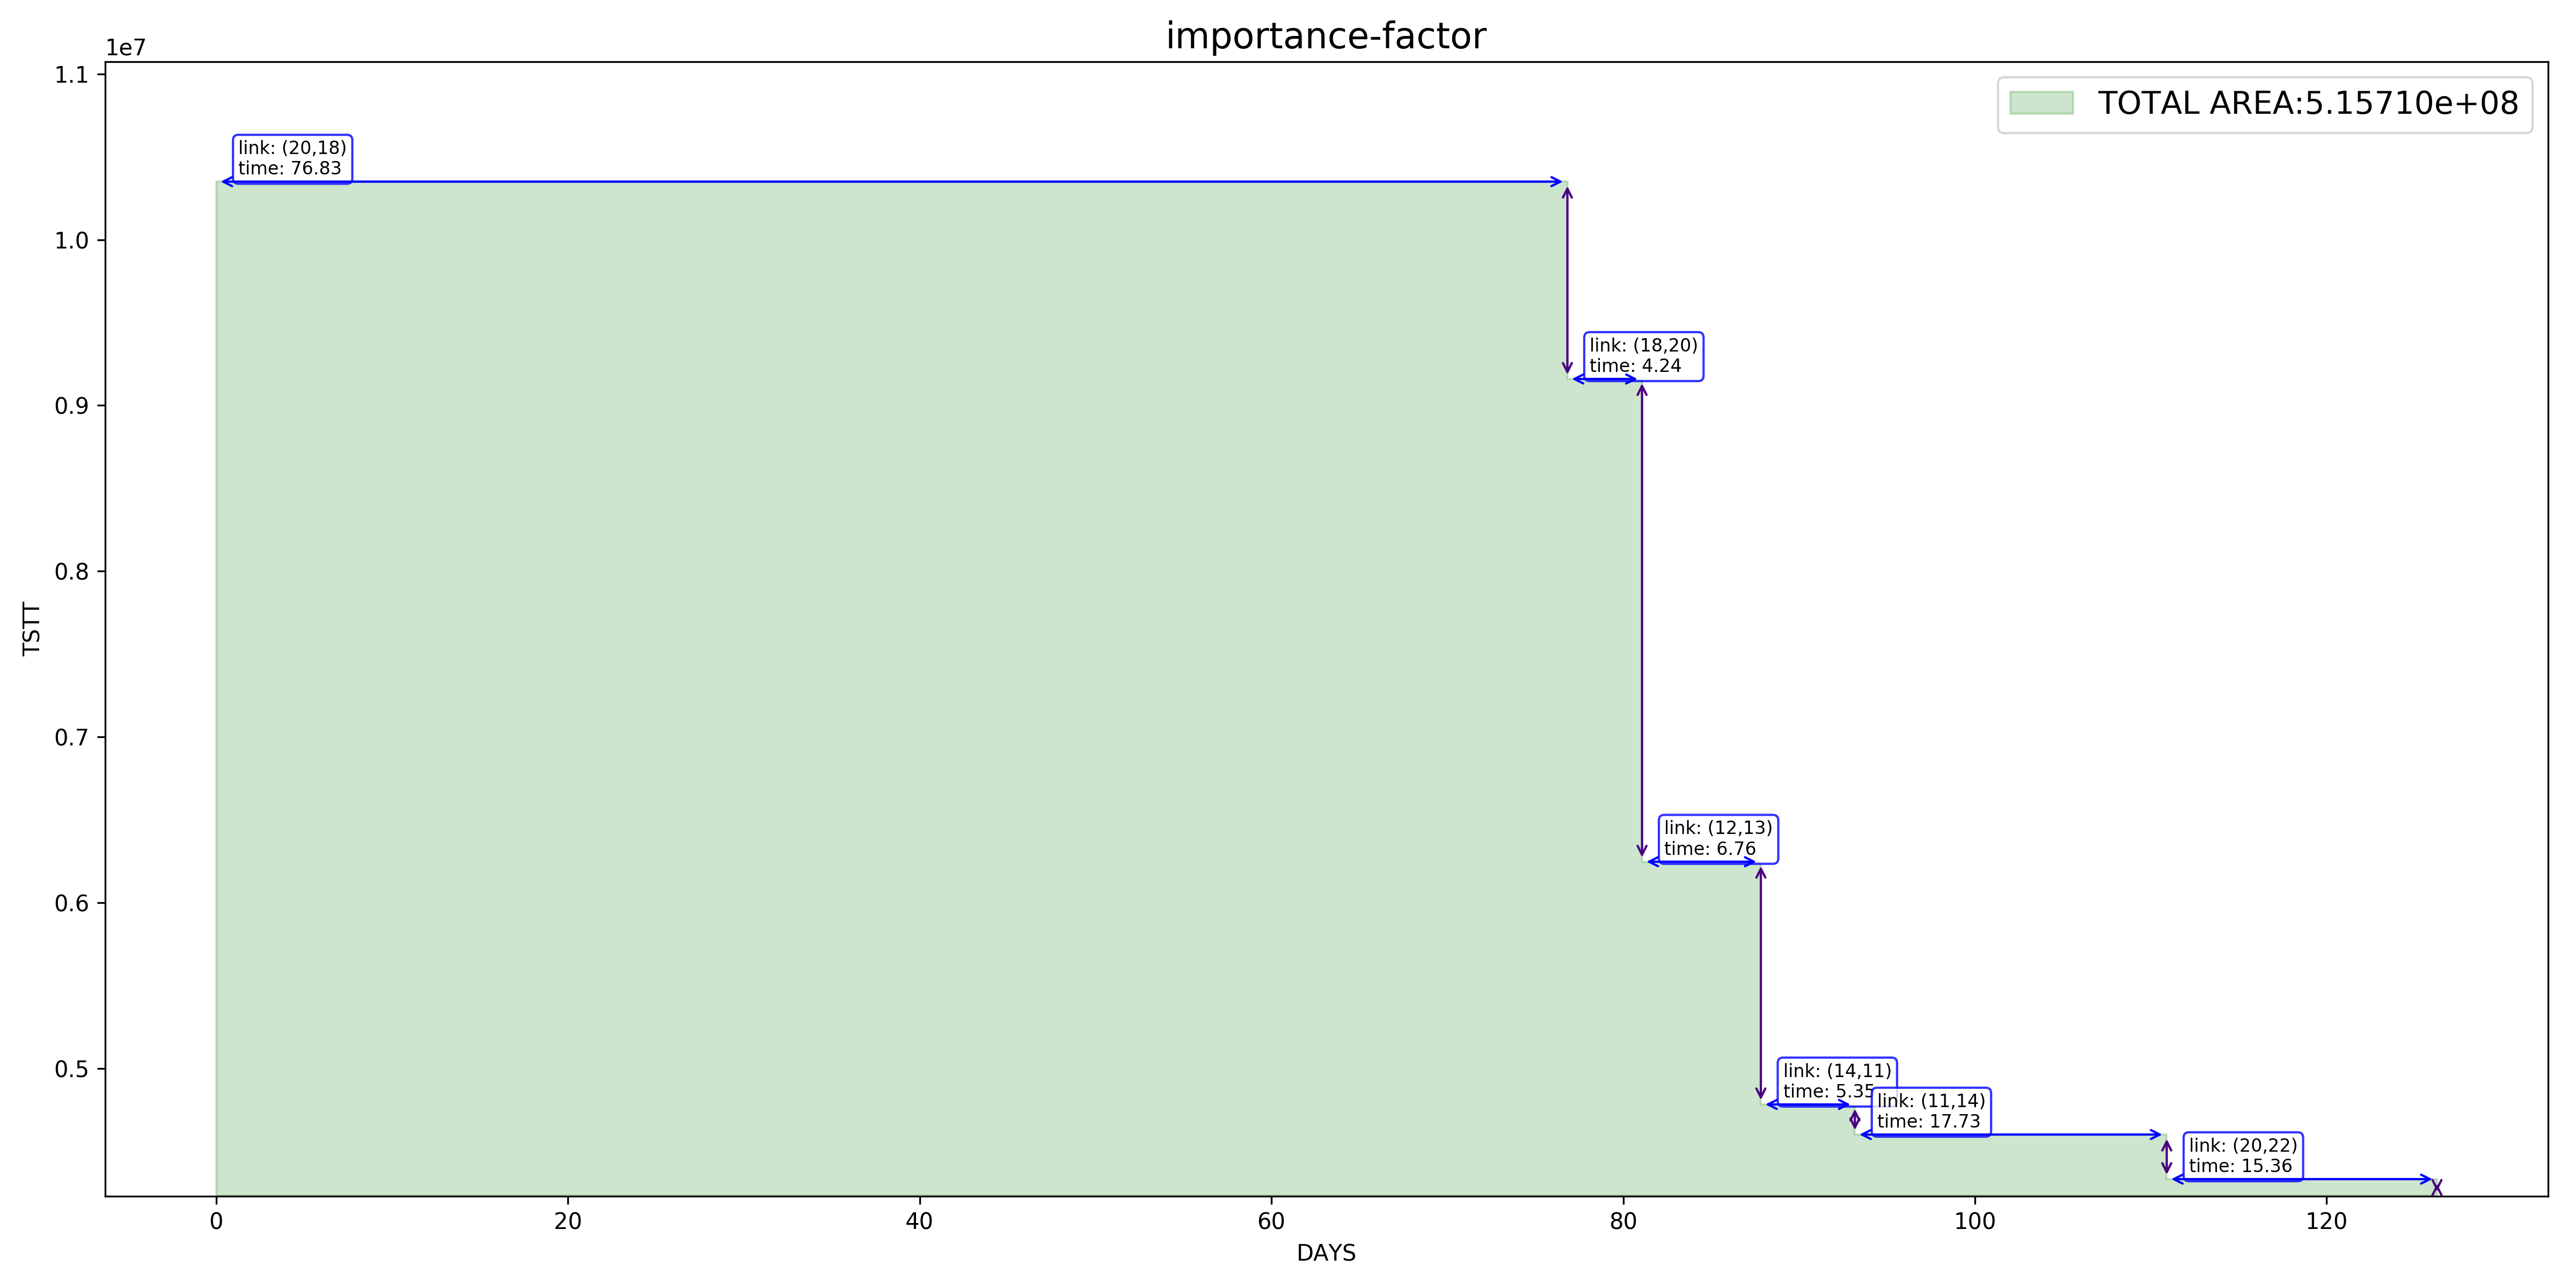 importance-factor
1e7
1.1
1.0
0.9
0.8
0.7
0.6
0.5
TSTT
TOTAL AREA:5.15710e+08
link: (20,18)
time: 76.83
link: (18,20)
time: 4.24
link: (12,13)
time: 6.76
link: (14,11)
time: 5.35
link: (11,14)
time: 17.73
link: (20,22)
time: 15.36
0 20 40 60 80 100 120
DAYS